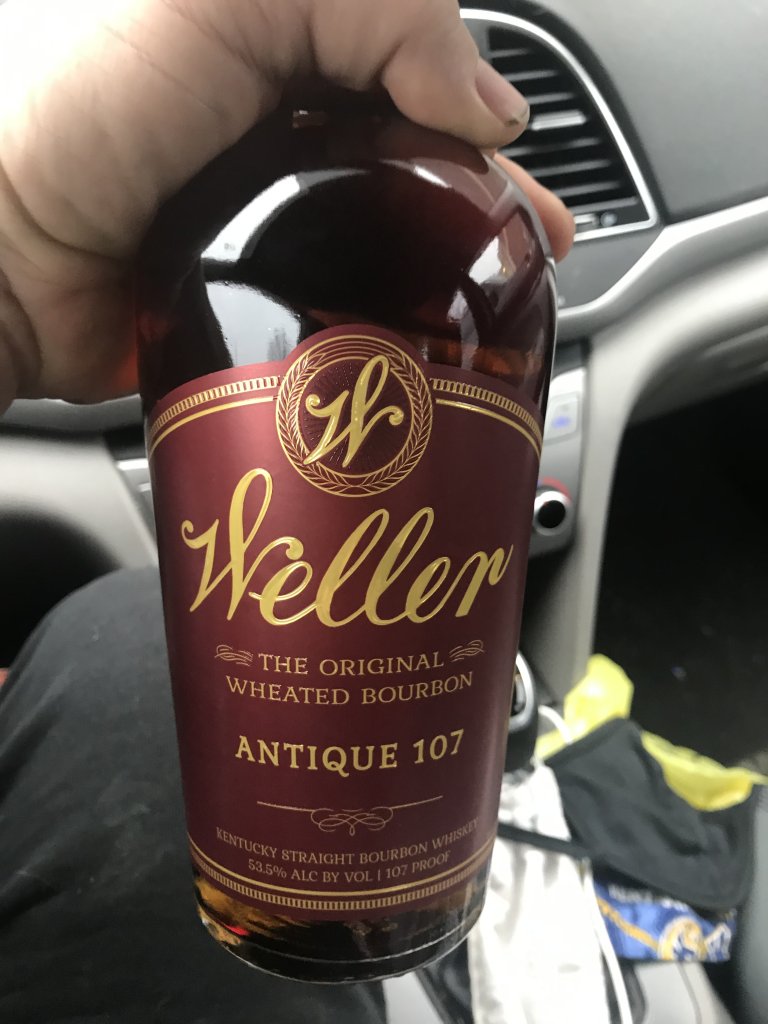 W
Weller
THE ORIGINAL
WHEATED BOURBON
ANTIQUE 107
KENTUCKY STRAIGHT BOURBON WHISKEY
53.5% ALC BY VOL | 107 PROOF